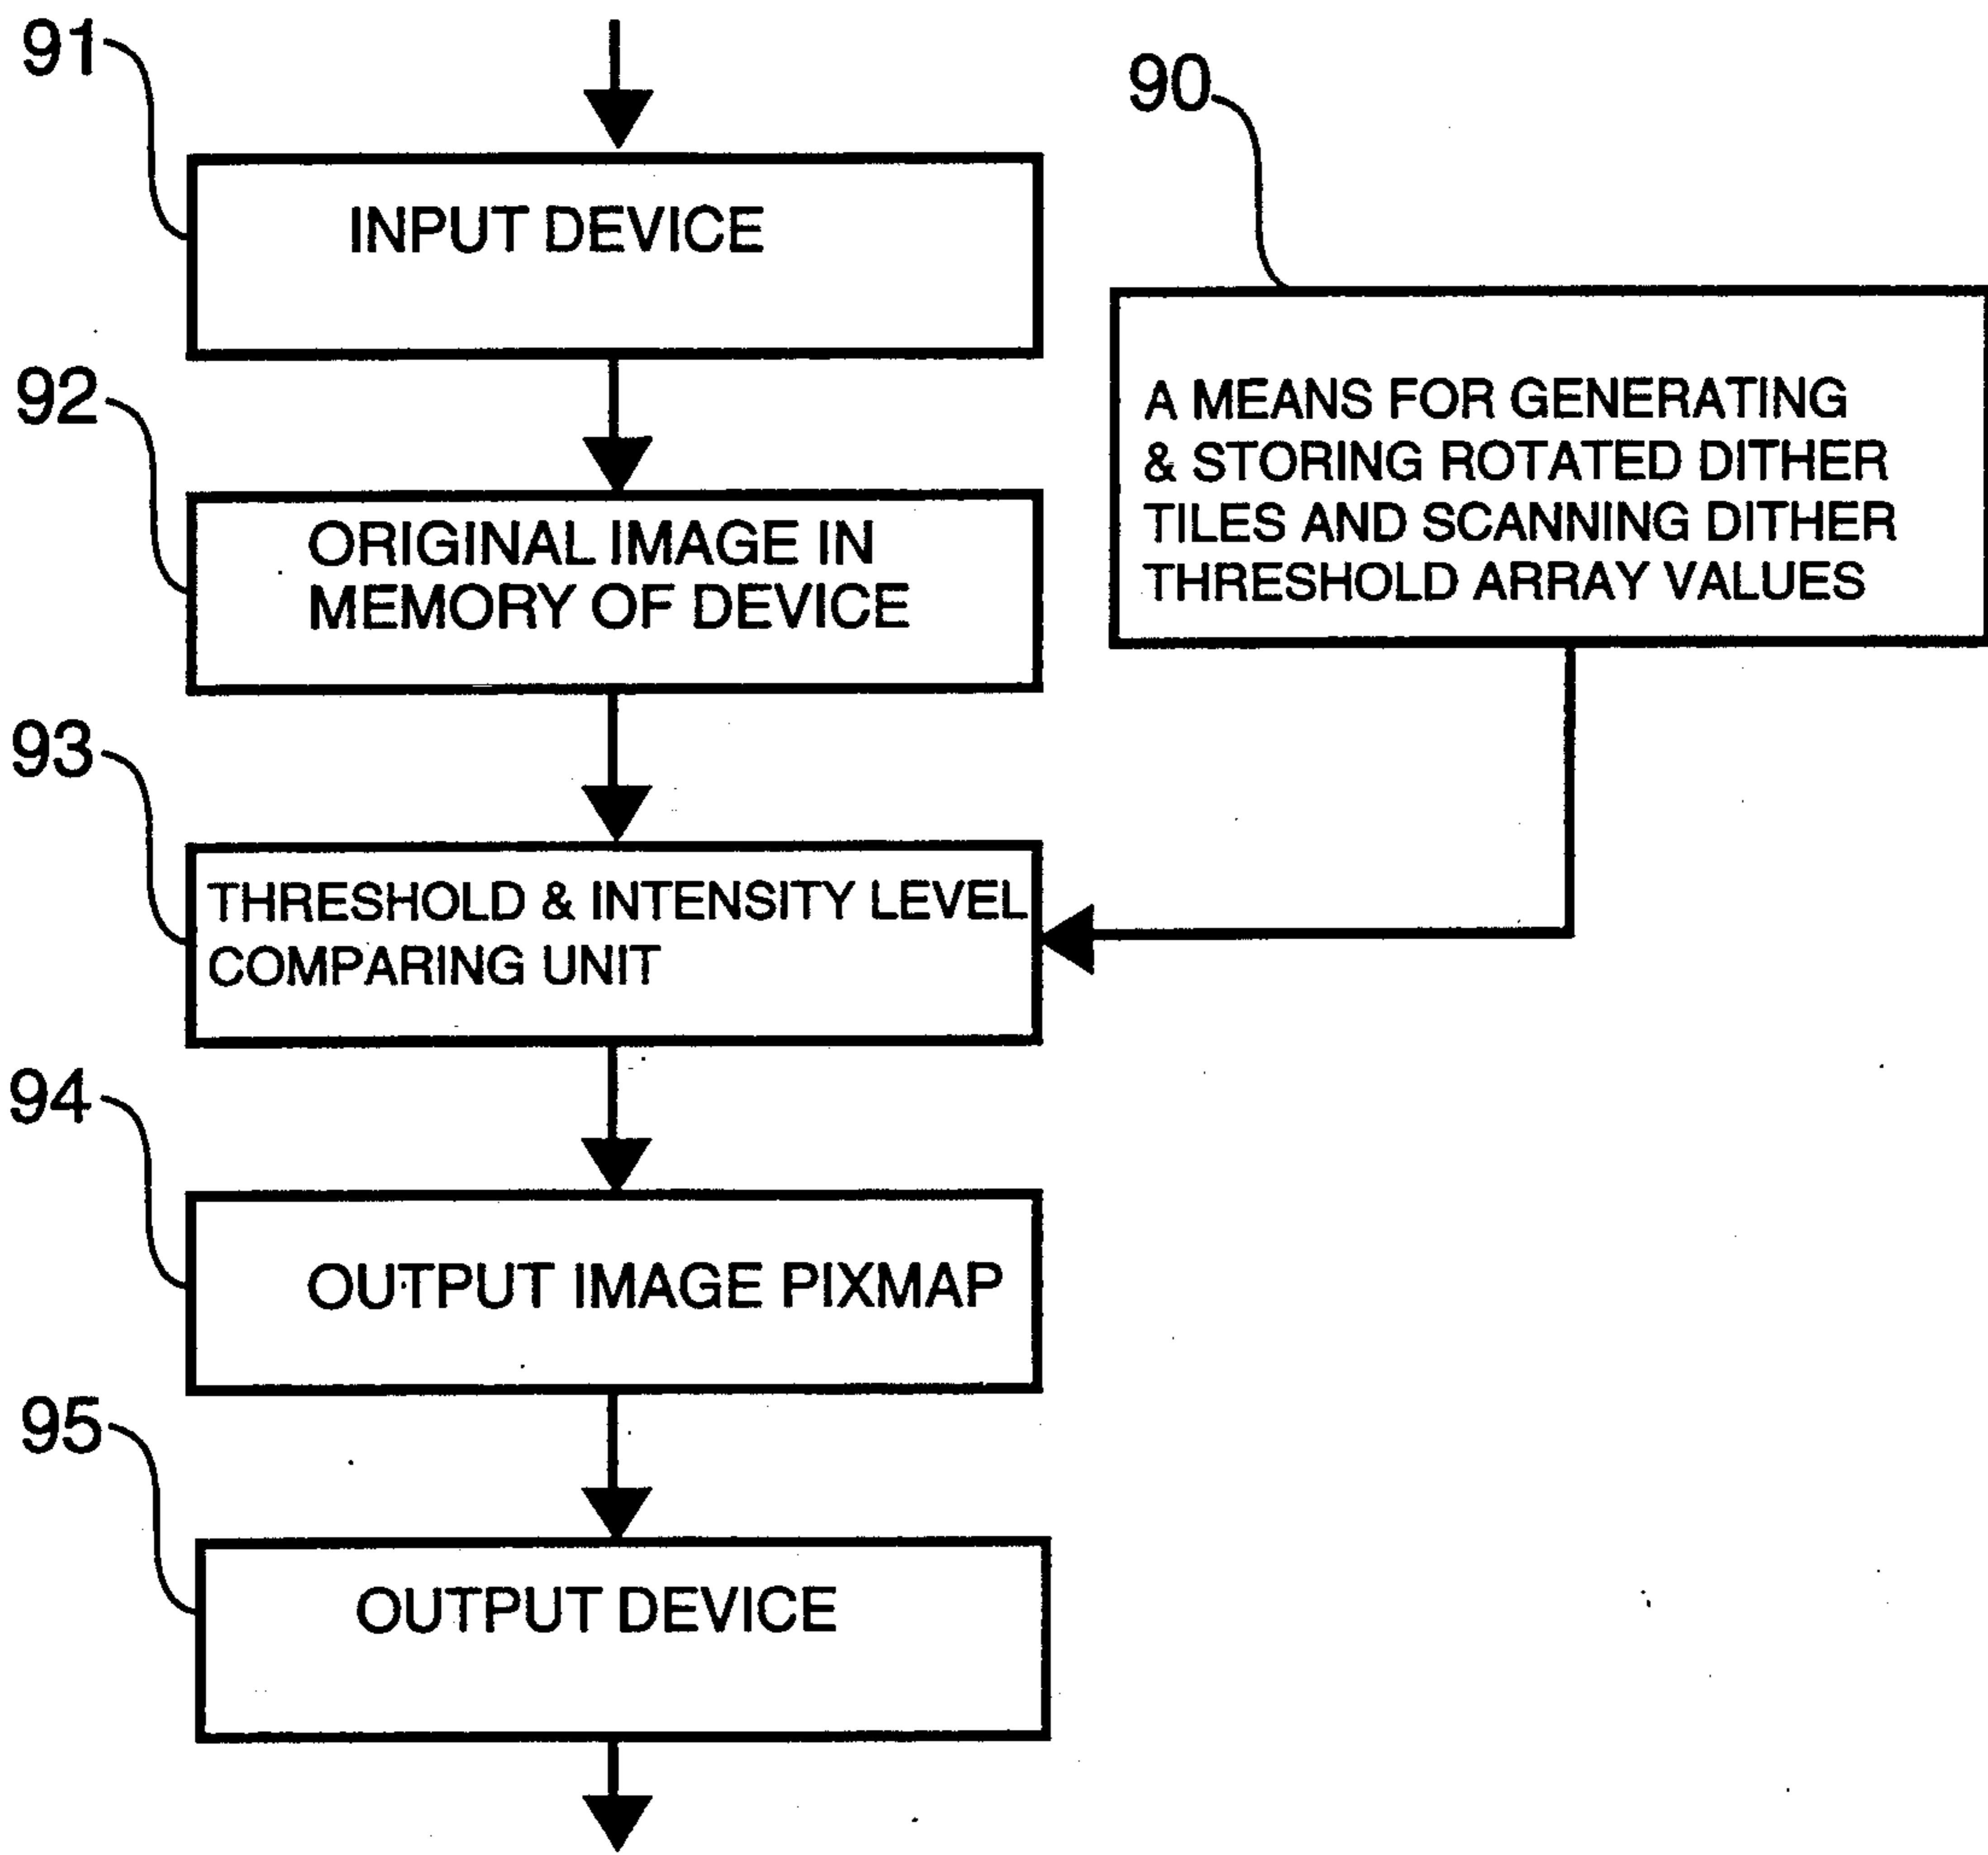 91
INPUT DEVICE
90
A MEANS FOR GENERATING
& STORING ROTATED DITHER
TILES AND SCANNING DITHER
THRESHOLD ARRAY VALUES
92
ORIGINAL IMAGE IN
MEMORY OF DEVICE
93
THRESHOLD & INTENSITY LEVEL
COMPARING UNIT
94
OUTPUT IMAGE PIXMAP
95
OUTPUT DEVICE